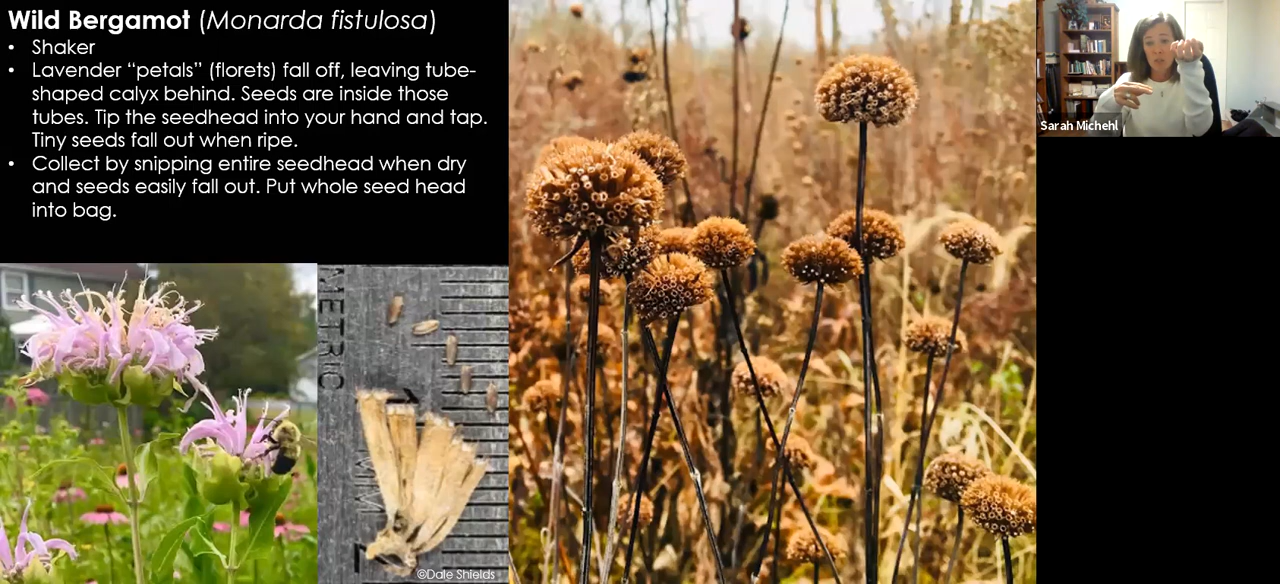 Wild Bergamot (Monarda fistulosa)
• Shaker
• Lavender “petals” (florets) fall off, leaving tube-
shaped calyx behind. Seeds are inside those
tubes. Tip the seedhead into your hand and tap.
Tiny seeds fall out when ripe.
• Collect by snipping entire seedhead when dry
and seeds easily fall out. Put whole seed head
into bag.
Sarah Michehl
METRIC
1
MM
©Dale Shields